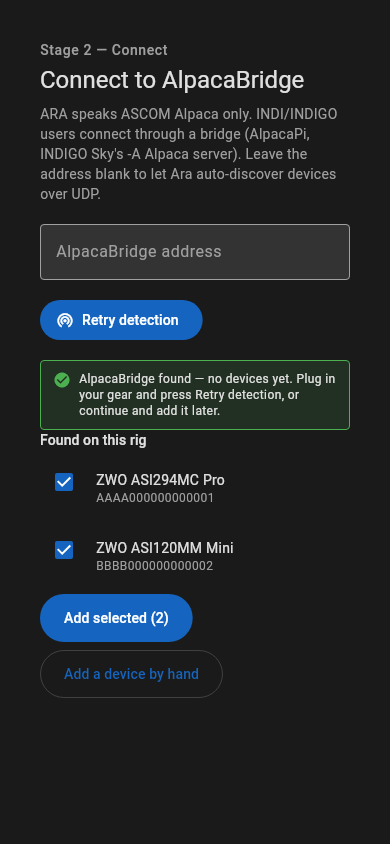 Stage 2 — Connect
Connect to AlpacaBridge
ARA speaks ASCOM Alpaca only. INDI/INDIGO
users connect through a bridge (AlpacaPi,
INDIGO Sky's -A Alpaca server). Leave the
address blank to let Ara auto-discover devices
over UDP.
AlpacaBridge address
Retry detection
AlpacaBridge found — no devices yet. Plug in
your gear and press Retry detection, or
continue and add it later.
Found on this rig
ZWO ASI294MC Pro
AAAA000000000001
ZWO ASI120MM Mini
BBBB000000000002
Add selected (2)
Add a device by hand